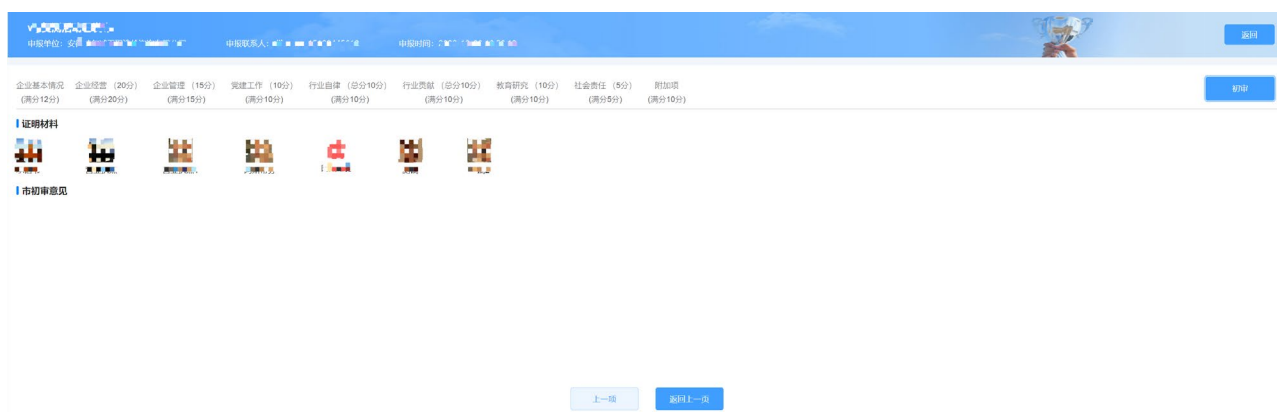 返回
申报单位: 安 申报联系人: 申报时间:
企业基本情况 企业经营 (20分) 企业管理 (15分) 党建工作 (10分) 行业自律 (总分10分) 行业贡献 (总分10分) 教育研究 (10分) 社会责任 (5分) 附加项
(满分12分) (满分20分) (满分15分) (满分10分) (满分10分) (满分10分) (满分10分) (满分5分) (满分10分)
初审
证明材料
市初审意见
上一项 返回上一页